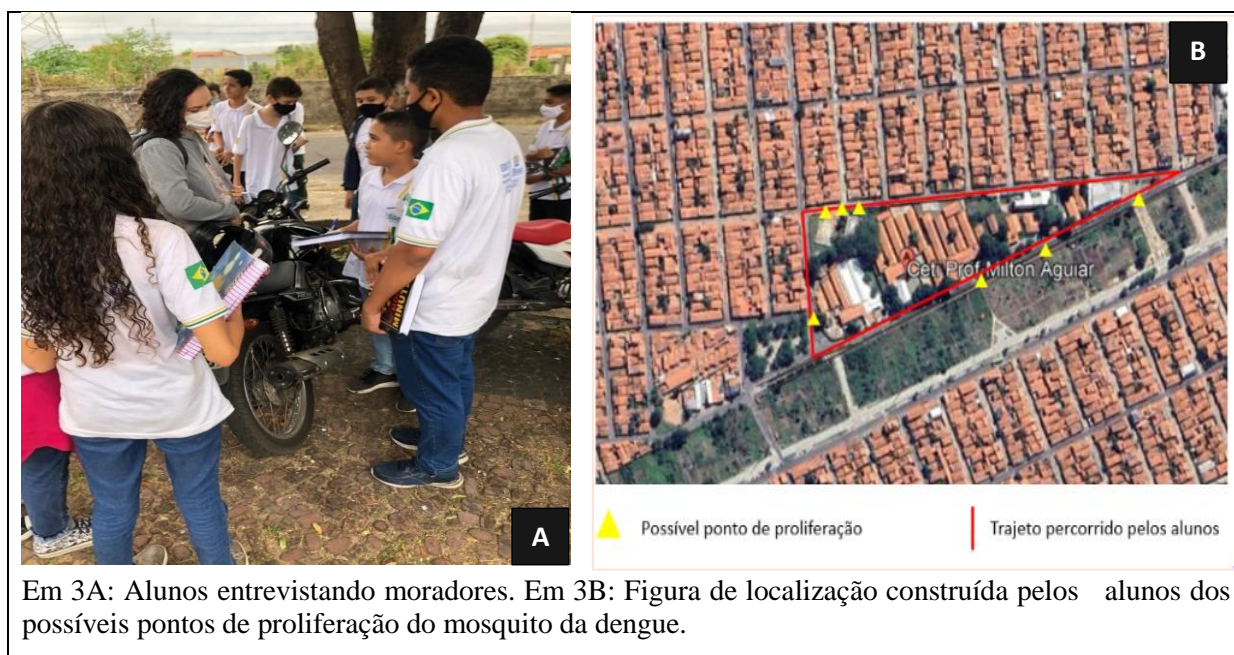 A
B
Ceti Prof Milton Aguiar
Possível ponto de proliferação
Trajeto percorrido pelos alunos
Em 3A: Alunos entrevistando moradores. Em 3B: Figura de localização construída pelos alunos dos
possíveis pontos de proliferação do mosquito da dengue.